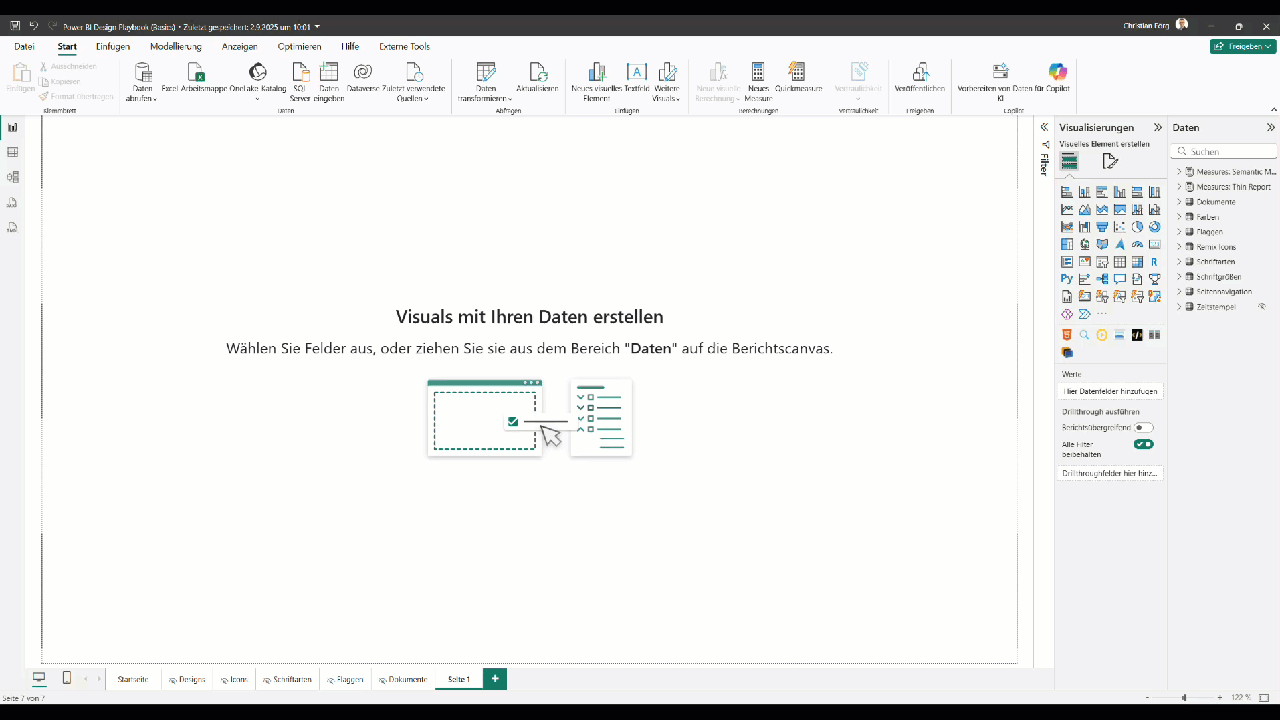 Power BI Design Playbook (Basics) • Zuletzt gespeichert: 2.9.2025 um 10:01
Christian Förg
Datei Start Einfügen Modellierung Anzeigen Optimieren Hilfe Externe Tools
Freigeben
Einfügen
Ausschneiden
Kopieren
Format übertragen
Daten abrufen
Excel Arbeitsmappe
OneLake-Katalog
SQL Server
Daten eingeben
Dataverse
Zuletzt verwendete Quellen
Daten transformieren
Aktualisieren
Neues visuelles Element
Textfeld
Weitere Visuals
Neue visuelle Berechnung
Neues Measure
Quickmeasure
Vertraulichkeit
Veröffentlichen
Vorbereiten von Daten für KI
Copilot
Klemmbrett
Daten
Abfragen
Einfügen
Berechnungen
Vertraulichkeit
Freigeben
Copilot
Filter
Visualisierungen
Visuelles Element erstellen
Werte
Hier Datenfelder hinzufügen
Drillthrough ausführen
Berichtsübergreifend
Alle Filter
beibehalten
Drillthroughfelder hier hinz...
Daten
Suchen
Measures: Semantic M...
Measures: Thin Report
Dokumente
Farben
Flaggen
Remix Icons
Schriftarten
Schriftgrößen
Seitennavigation
Zeitstempel
Visuals mit Ihren Daten erstellen
Wählen Sie Felder aus, oder ziehen Sie sie aus dem Bereich "Daten" auf die Berichtscanvas.
Startseite Designs Icons Schriftarten Flaggen Dokumente Seite 1
Seite 7 von 7
122 %